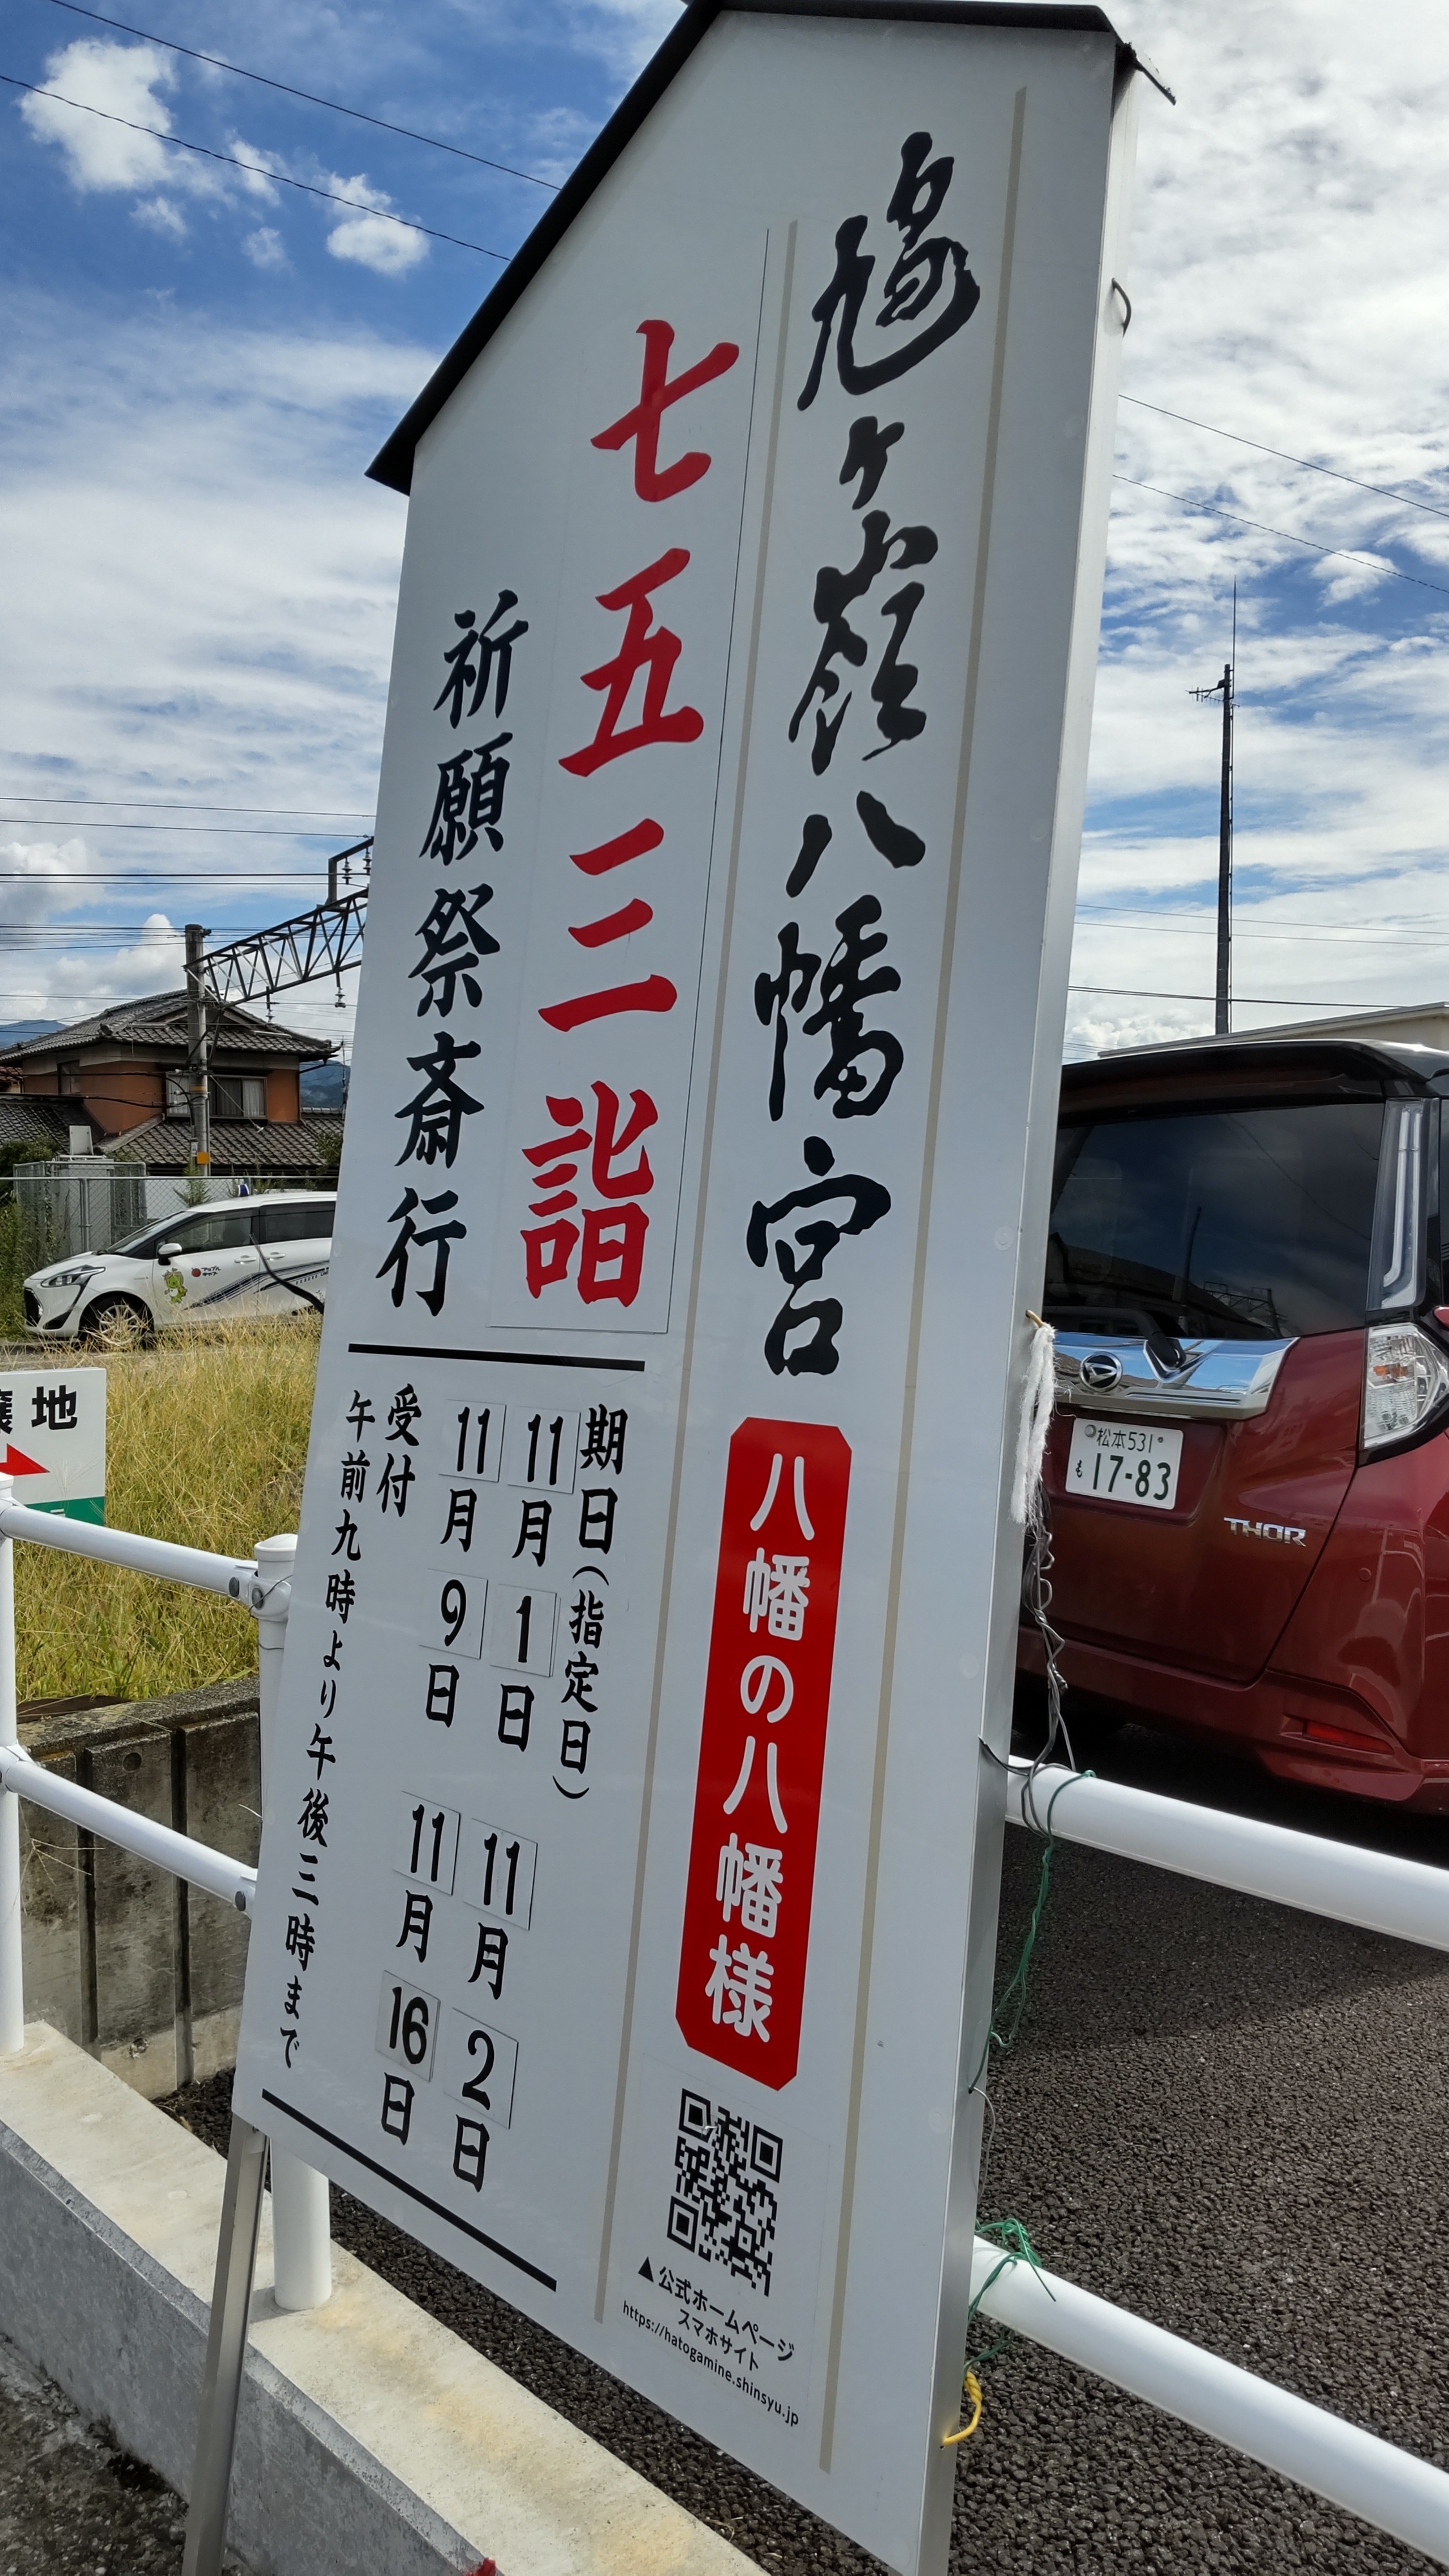 鳩ヶ嶺八幡宮
八幡の八幡様
▲公式ホームページ
スマホサイト
https://hatogamine.shinsyu.jp
七五三詣
祈願祭斎行
期日(指定日)
11月1日 11月2日
11月9日 11月16日
受付
午前九時より午後三時まで
松本531
も 17-83
THOR
地